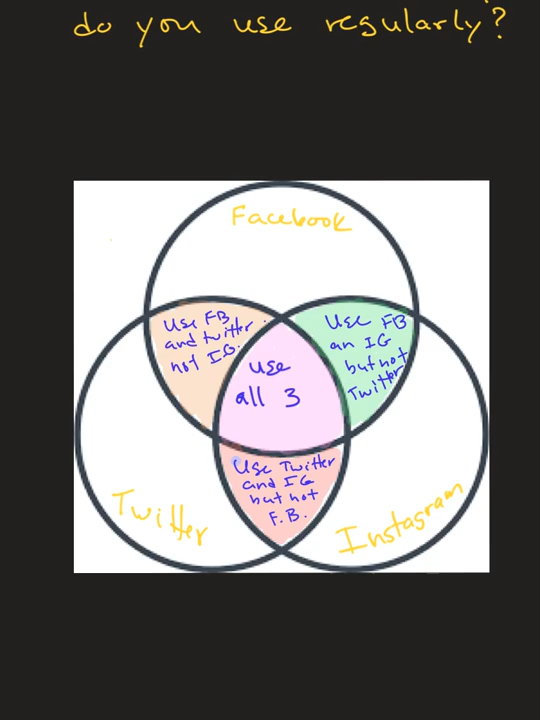 do you use regularly?
Facebook
Use FB
and twitter
not IG.
Use FB
an IG
but not
Twitter
use
all 3
Use Twitter
and IG
but not
F.B.
Twitter
Instagram